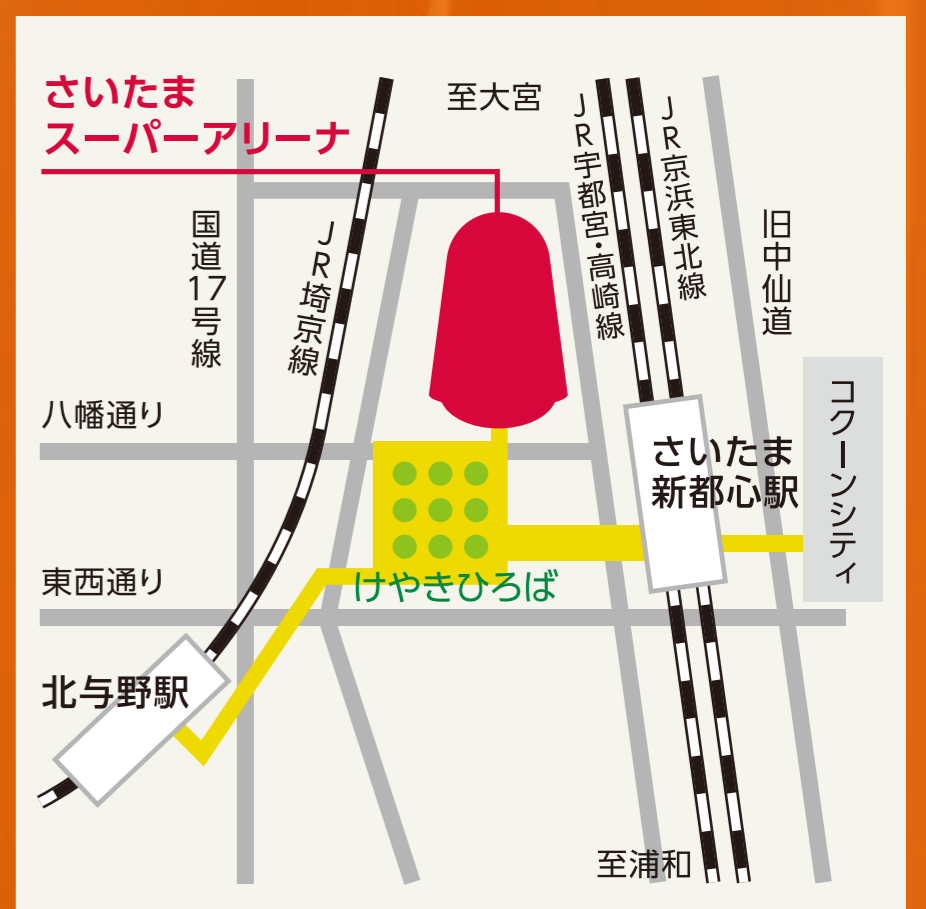 さいたま
スーパーアリーナ
至大宮
JR宇都宮・高崎線
JR京浜東北線
旧中仙道
国道17号線
JR埼京線
コクーンシティ
八幡通り
さいたま
新都心駅
東西通り
けやきひろば
北与野駅
至浦和